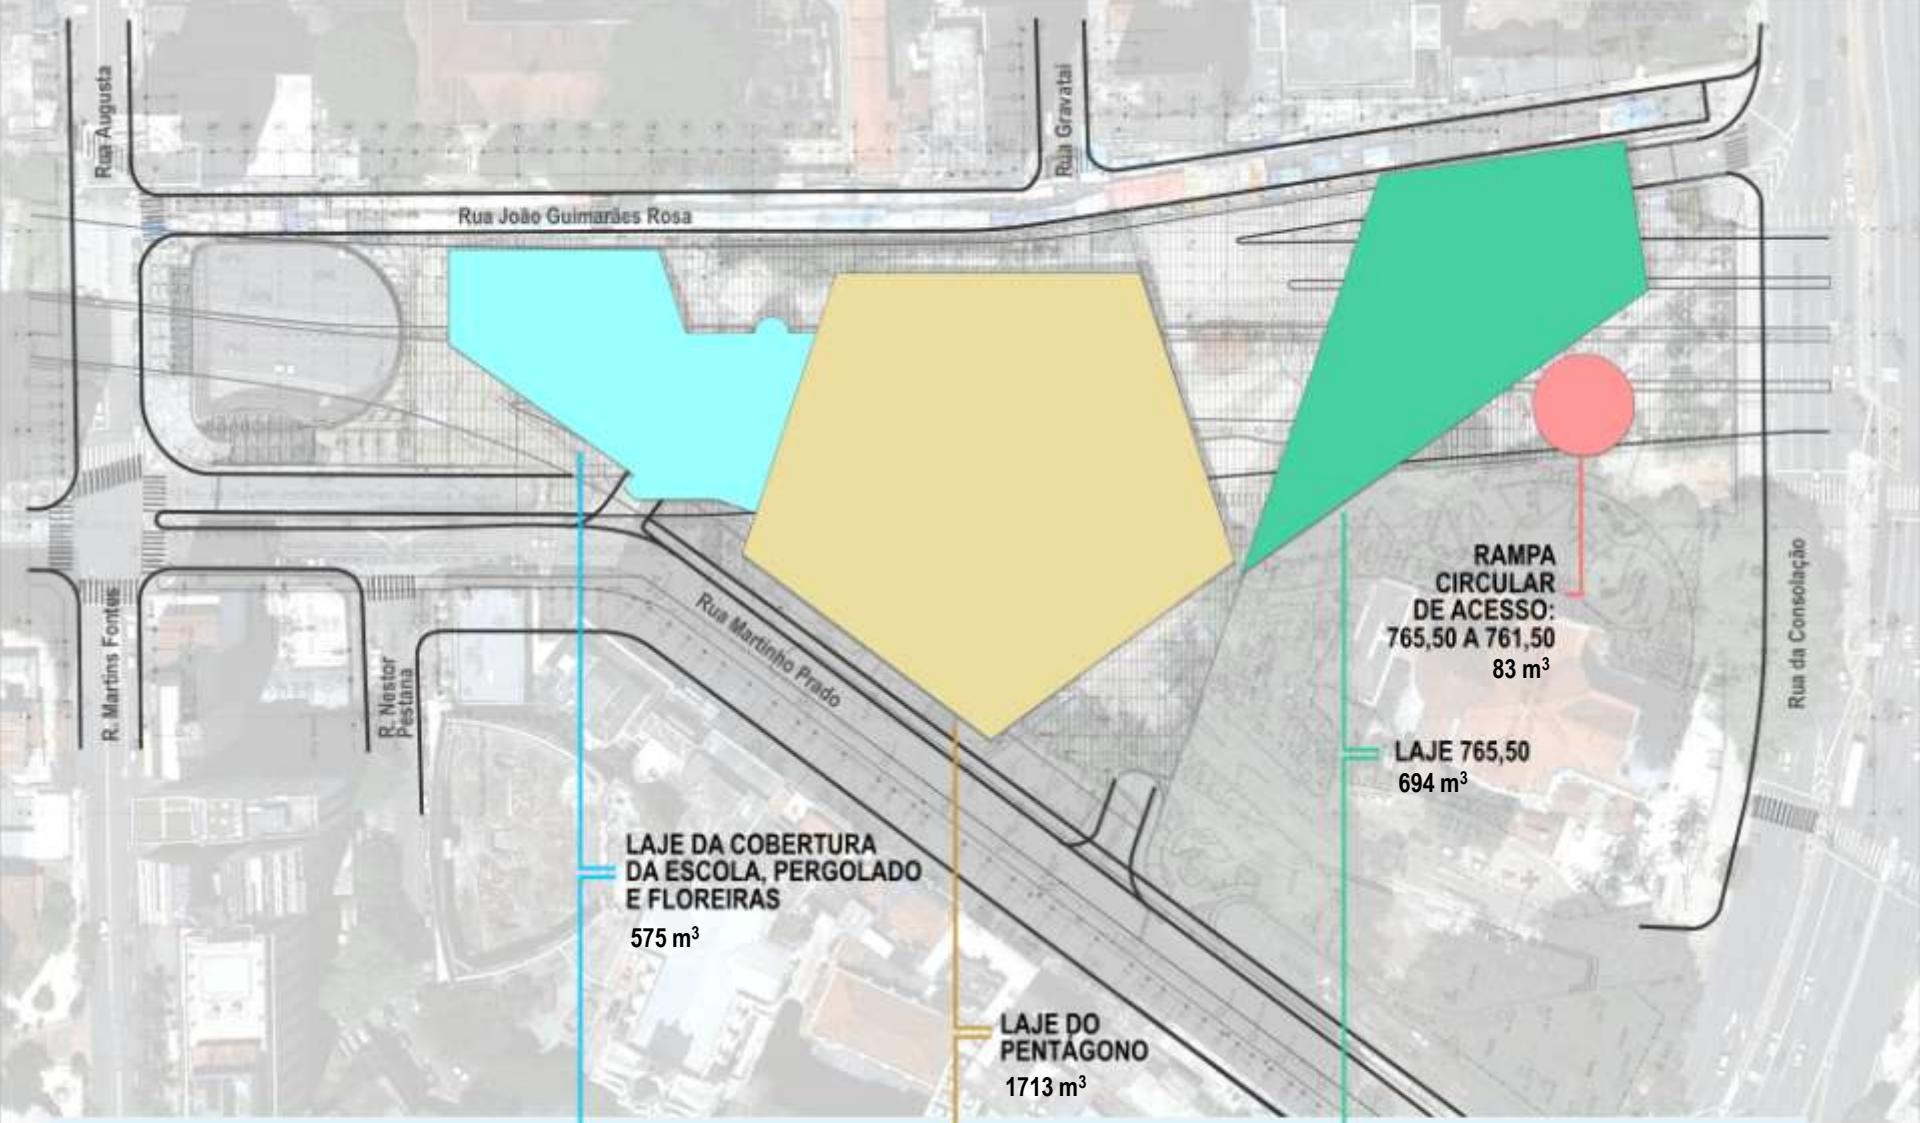 Rua Augusta
Rua Gravataí
Rua João Guimarães Rosa
Rua Martinho Prado
R. Martins Fontes
R. Nestor
Pestana
Rua da Consolação
RAMPA
CIRCULAR
DE ACESSO:
765,50 A 761,50
83 m³
LAJE 765,50
694 m³
LAJE DA COBERTURA
DA ESCOLA, PERGOLADO
E FLOREIRAS
575 m³
LAJE DO
PENTÁGONO
1713 m³